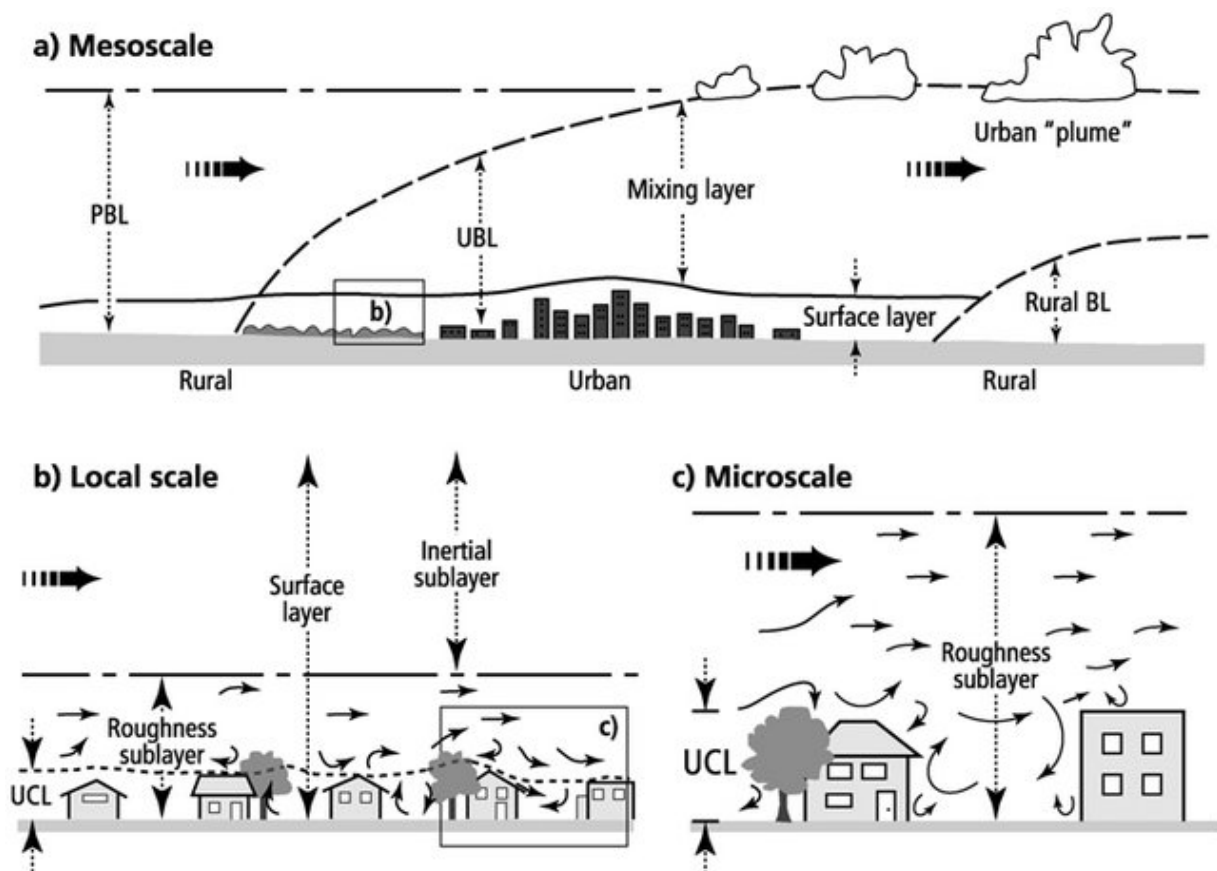 a) Mesoscale
Urban "plume"
PBL
UBL
Mixing layer
b)
Surface layer
Rural BL
Rural
Urban
Rural
b) Local scale
Surface
layer
Inertial
sublayer
Roughness
sublayer
UCL
c)
c) Microscale
Roughness
sublayer
UCL